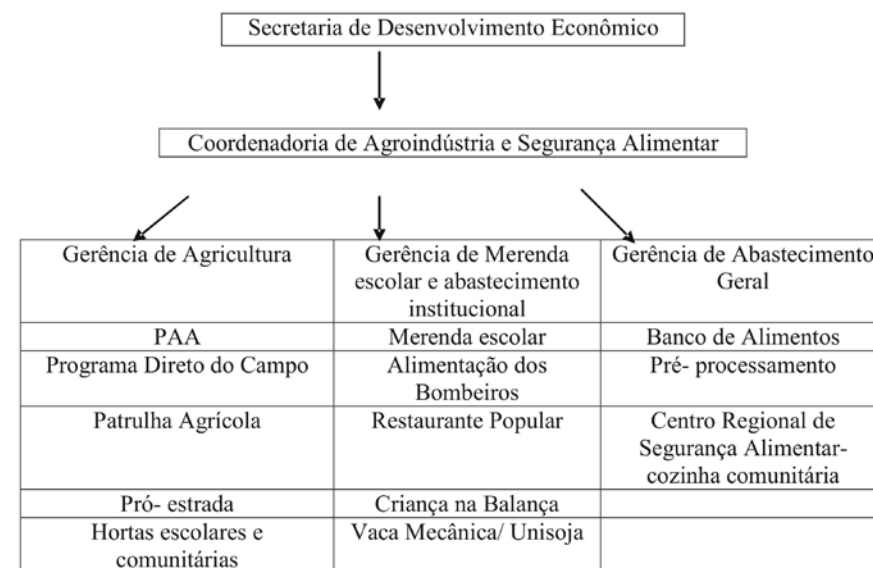 Secretaria de Desenvolvimento Econômico
Coordenadoria de Agroindústria e Segurança Alimentar
Gerência de Agricultura
Gerência de Merenda
escolar e abastecimento
institucional
Gerência de Abastecimento
Geral
PAA
Merenda escolar
Banco de Alimentos
Programa Direto do Campo
Alimentação dos
Bombeiros
Pré- processamento
Patrulha Agrícola
Restaurante Popular
Centro Regional de
Segurança Alimentar-
cozinha comunitária
Pró- estrada
Criança na Balança
Hortas escolares e
comunitárias
Vaca Mecânica/ Unisoja